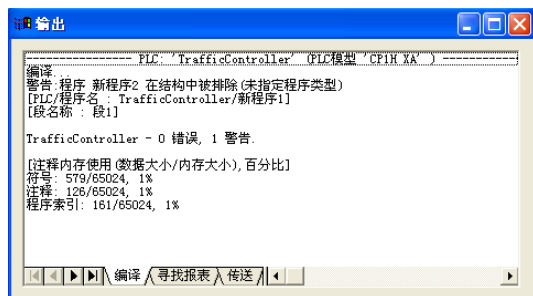 输出
----------------- PLC: 'TrafficController' (PLC模型 'CP1H XA' ) ------------
编译...
警告:程序 新程序2 在结构中被排除(未指定程序类型)
[PLC/程序名 : TrafficController/新程序1]
[段名称 : 段1]
TrafficController - 0 错误, 1 警告.
[注释内存使用(数据大小/内存大小),百分比]
符号: 579/65024, 1%
注释: 126/65024, 1%
程序索引: 161/65024, 1%
编译 寻找报表 传送